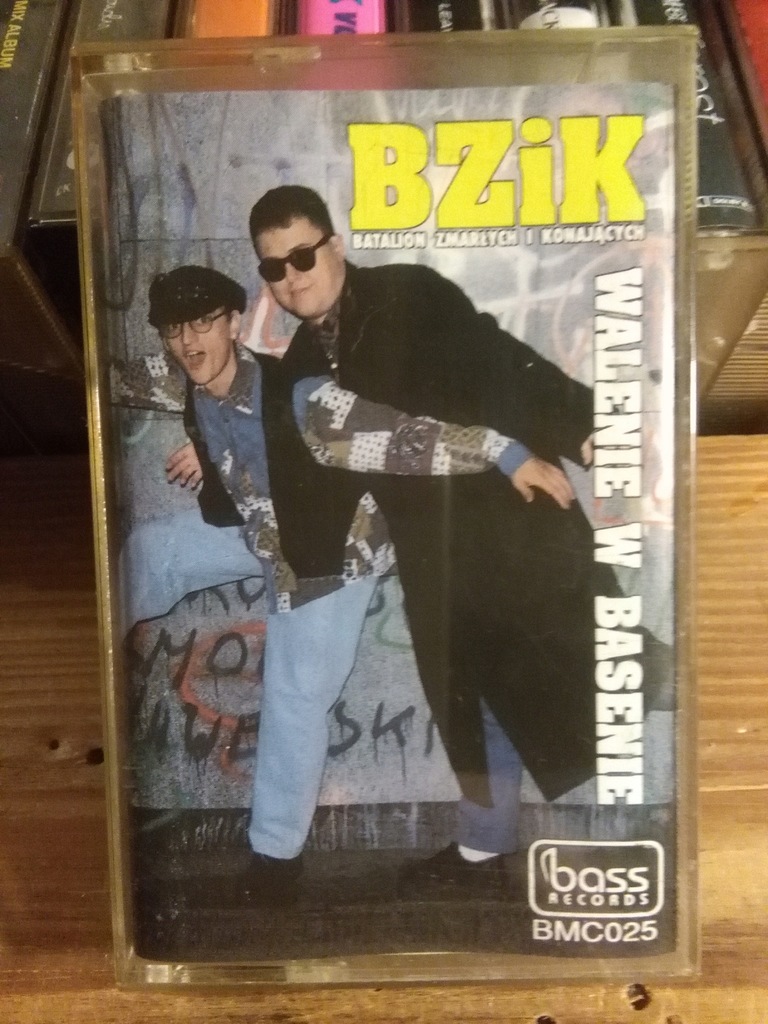 MIX ALBUM
BZiK
BATALION ZMARŁYCH I KONAJĄCYCH
WALENIE W BASENIE
bass
RECORDS
BMC025